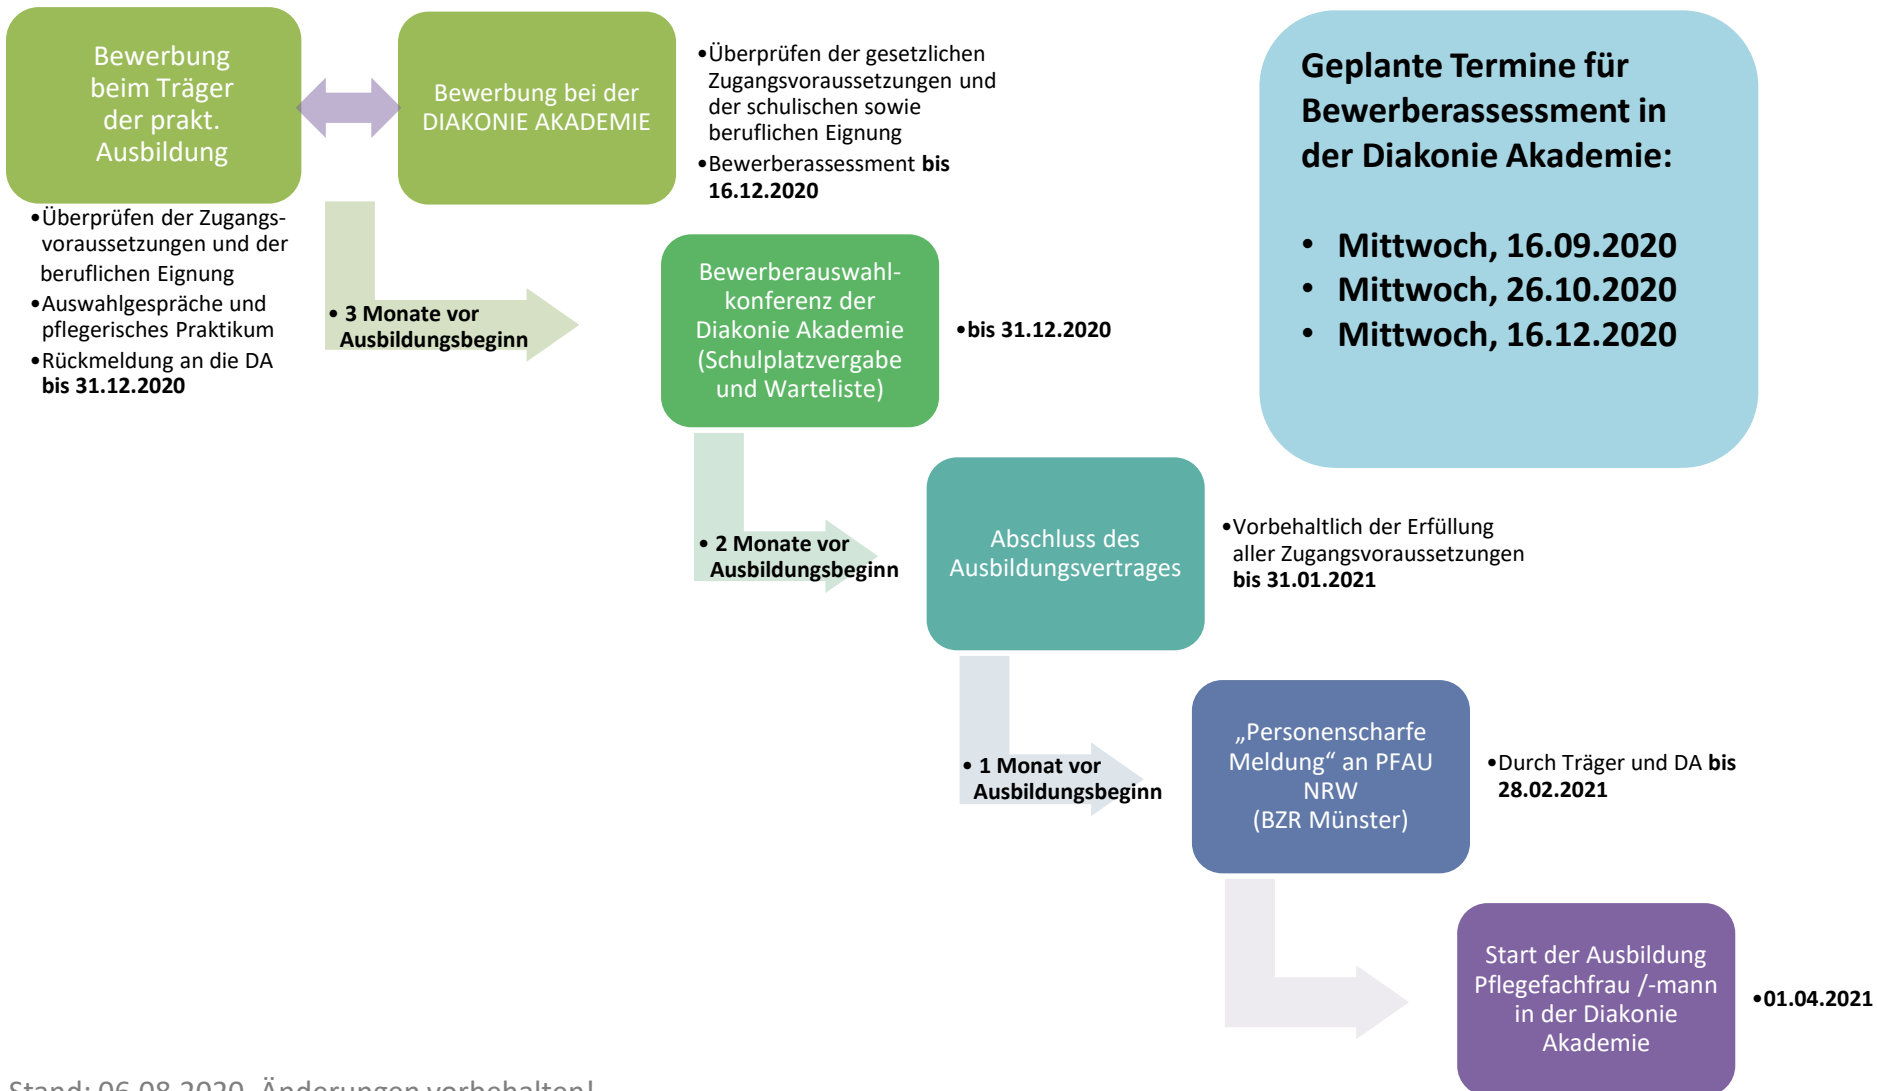 Bewerbung
beim Träger
der prakt.
Ausbildung
Bewerbung bei der
DIAKONIE AKADEMIE
•Überprüfen der gesetzlichen
Zugangsvoraussetzungen und
der schulischen sowie
beruflichen Eignung
•Bewerberassessment bis
16.12.2020
Geplante Termine für
Bewerberassessment in
der Diakonie Akademie:
• Mittwoch, 16.09.2020
• Mittwoch, 26.10.2020
• Mittwoch, 16.12.2020
•Überprüfen der Zugangs-
voraussetzungen und der
beruflichen Eignung
•Auswahlgespräche und
pflegerisches Praktikum
•Rückmeldung an die DA
bis 31.12.2020
• 3 Monate vor
Ausbildungsbeginn
Bewerberauswahl-
konferenz der
Diakonie Akademie
(Schulplatzvergabe
und Warteliste)
•bis 31.12.2020
• 2 Monate vor
Ausbildungsbeginn
Abschluss des
Ausbildungsvertrages
•Vorbehaltlich der Erfüllung
aller Zugangsvoraussetzungen
bis 31.01.2021
• 1 Monat vor
Ausbildungsbeginn
„Personenscharfe
Meldung“ an PFAU
NRW
(BZR Münster)
•Durch Träger und DA bis
28.02.2021
Start der Ausbildung
Pflegefachfrau /-mann
in der Diakonie
Akademie
•01.04.2021
Stand: 06.08.2020, Änderungen vorbehalten!